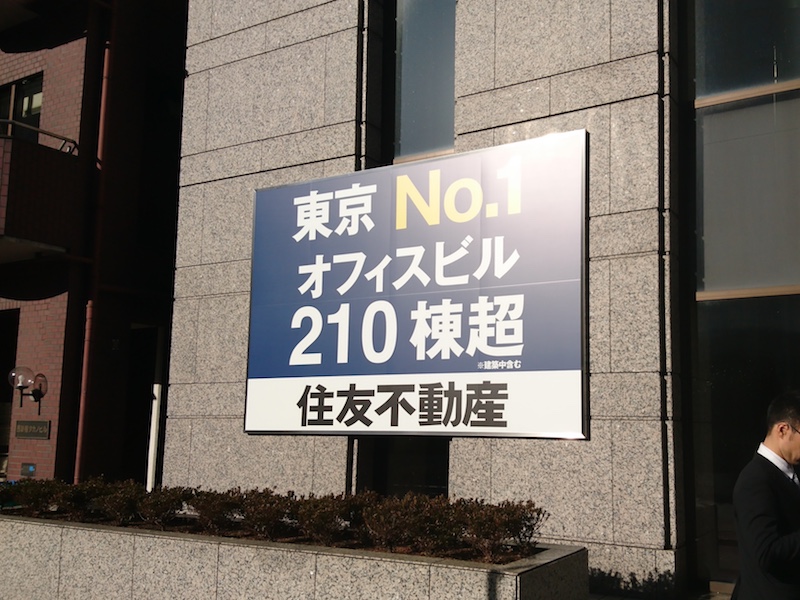 東京 No.1
オフィスビル
210棟超
※建築中含む
住友不動産